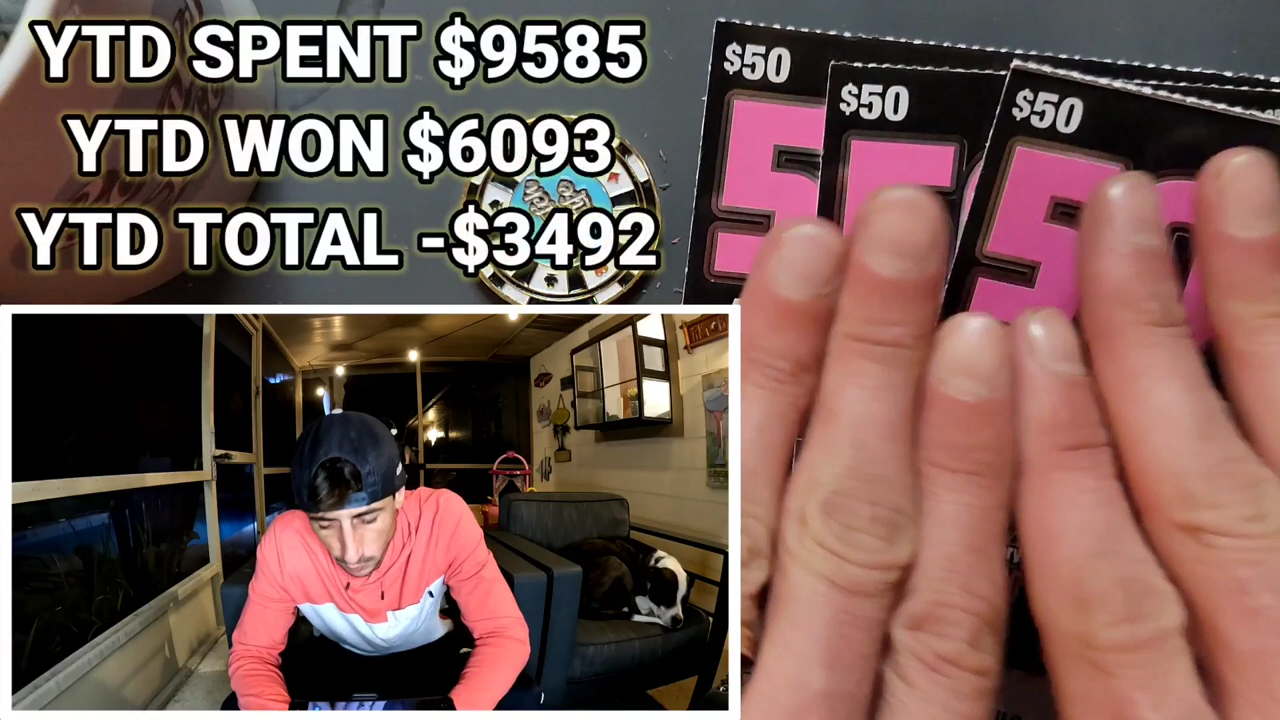 YTD SPENT $9585
YTD WON $6093
YTD TOTAL -$3492
$50
$50
$50